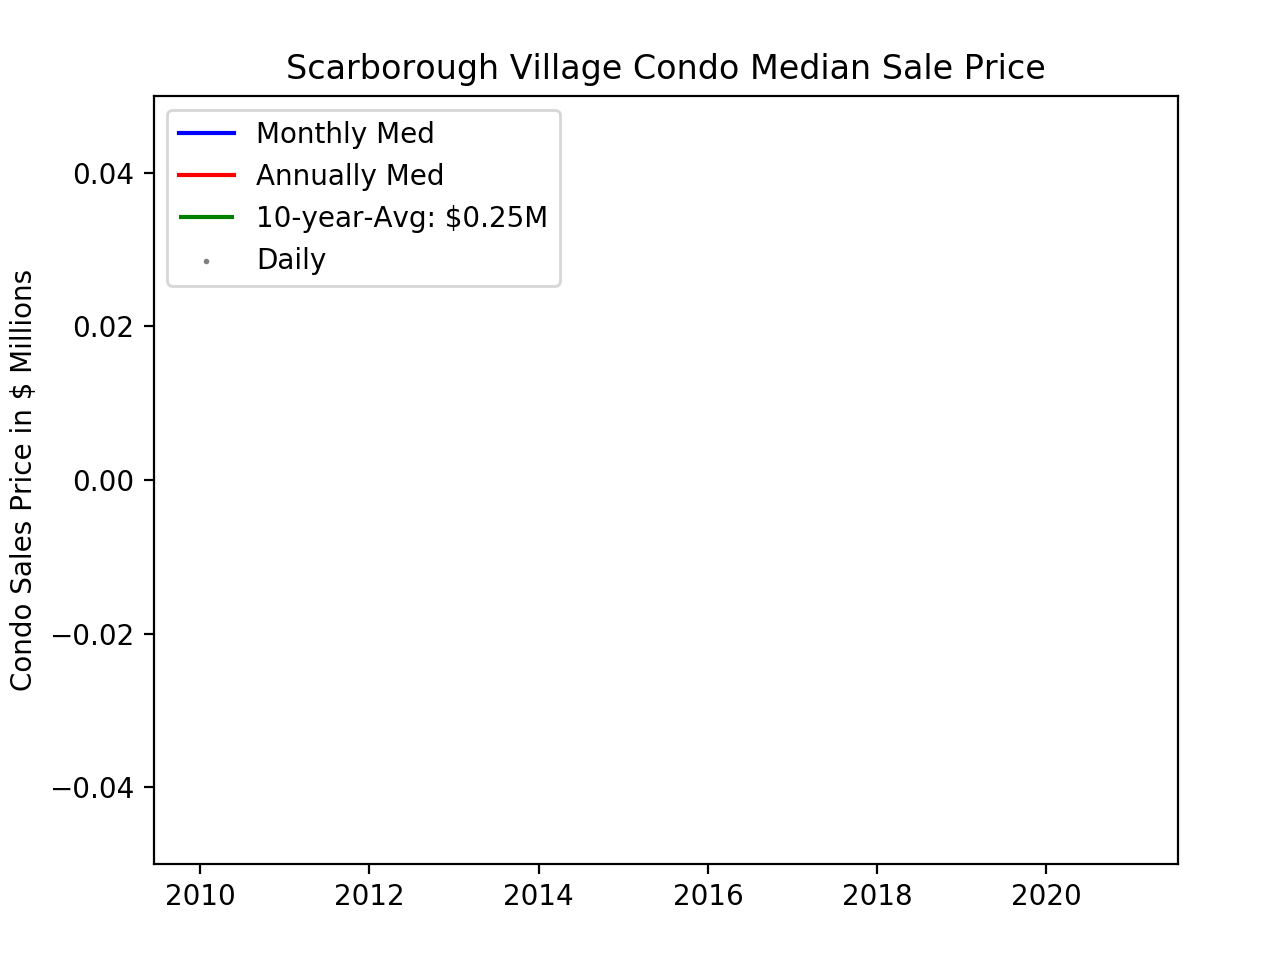 Scarborough Village Condo Median Sale Price
Monthly Med
Annually Med
10-year-Avg: $0.25M
Daily
Condo Sales Price in $ Millions
0.04
0.02
0.00
−0.02
−0.04
2010 2012 2014 2016 2018 2020